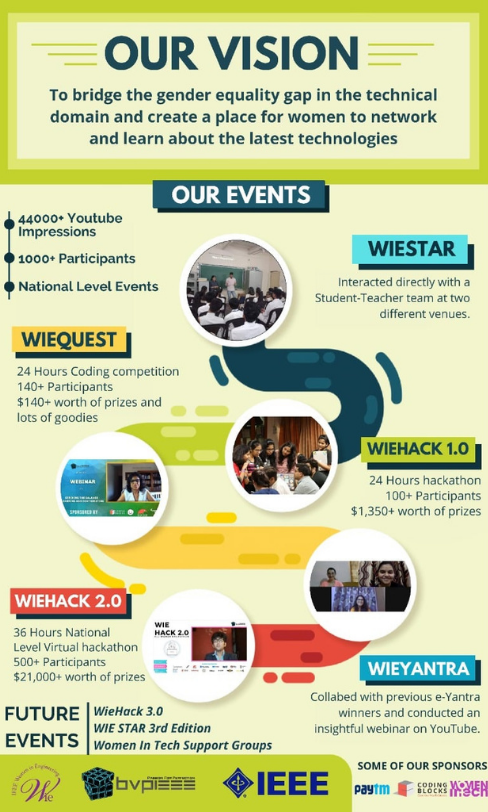 OUR VISION
To bridge the gender equality gap in the technical
domain and create a place for women to network
and learn about the latest technologies
OUR EVENTS
44000+ Youtube
Impressions
1000+ Participants
National Level Events
WIESTAR
Interacted directly with a
Student-Teacher team at two
different venues.
WIEQUEST
24 Hours Coding competition
140+ Participants
$140+ worth of prizes and
lots of goodies
WIEHACK 1.0
24 Hours hackathon
100+ Participants
$1,350+ worth of prizes
WEBINAR
SPONSORED BY
WIEHACK 2.0
36 Hours National
Level Virtual hackathon
500+ Participants
$21,000+ worth of prizes
WIE
HACK 2.0
WIEYANTRA
Collabed with previous e-Yantra
winners and conducted an
insightful webinar on YouTube.
FUTURE
EVENTS
WieHack 3.0
WIE STAR 3rd Edition
Women In Tech Support Groups
bvpieee
IEEE
SOME OF OUR SPONSORS
paytm
CODING
BLOCKS
WOMEN